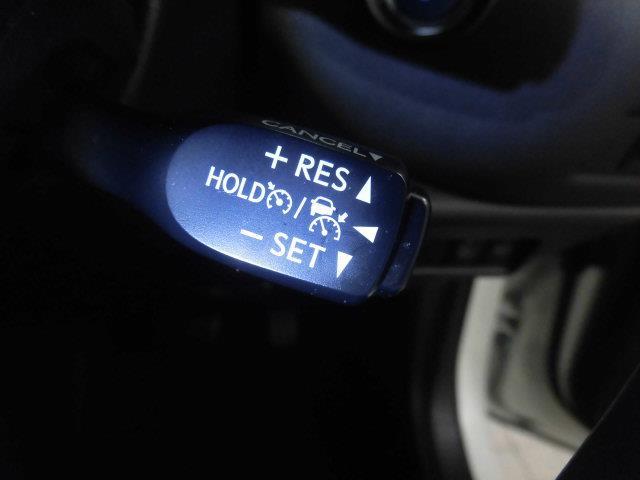 CANCEL
+ RES
HOLD /
- SET